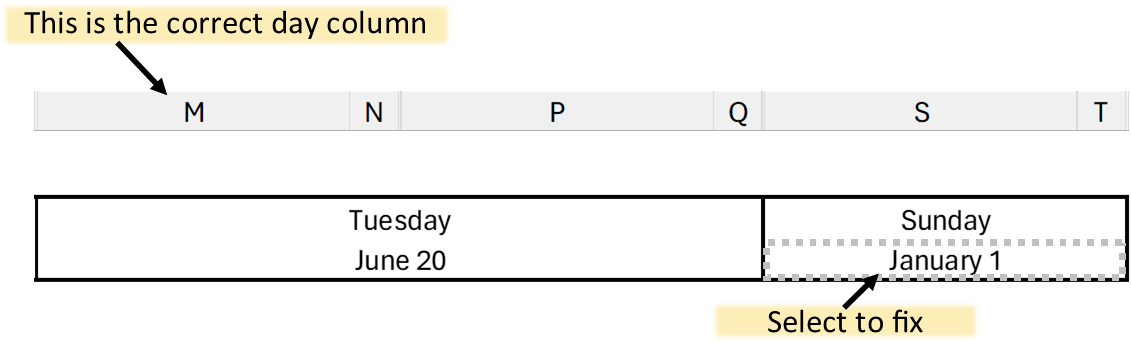 This is the correct day column
M N P Q S T
Tuesday Sunday
June 20 January 1
Select to fix